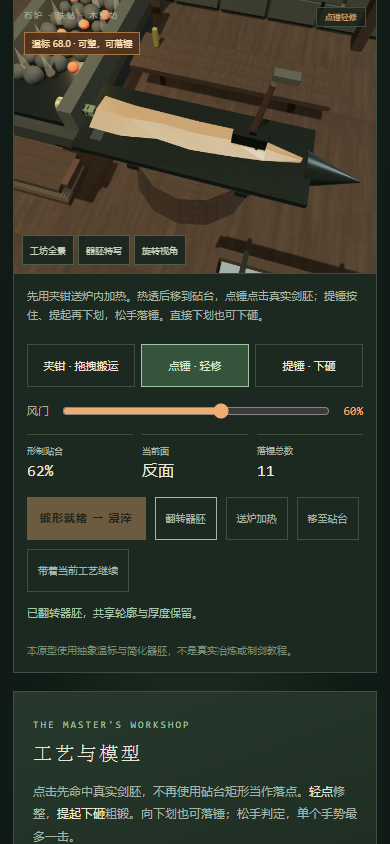 石炉 · 铁砧 · 木
坊
点锤轻修
温标 68.0 · 可塑，可落锤
工坊全景
器胚特写
旋转视角
先用夹钳送炉内加热。热透后移到砧台，点锤点击真实剑胚；提锤按
住、提起再下划，松手落锤。直接下划也可下砸。
夹钳 · 拖拽搬运
点锤 · 轻修
提锤 · 下砸
风门
60%
形制贴合
当前面
落锤总数
62%
反面
11
锻形就绪 → 浸淬
翻转器胚
送炉加热
移至砧台
带着当前工艺继续
已翻转器胚，共享轮廓与厚度保留。
本原型使用抽象温标与简化器胚，不是真实冶炼或制剑教程。
THE MASTER'S WORKSHOP
工艺与模型
点击先命中真实剑胚，不再使用砧台矩形当作落点。轻点修
整，提起下砸粗锻。向下划也可落锤；松手判定，单个手势最
多一击。